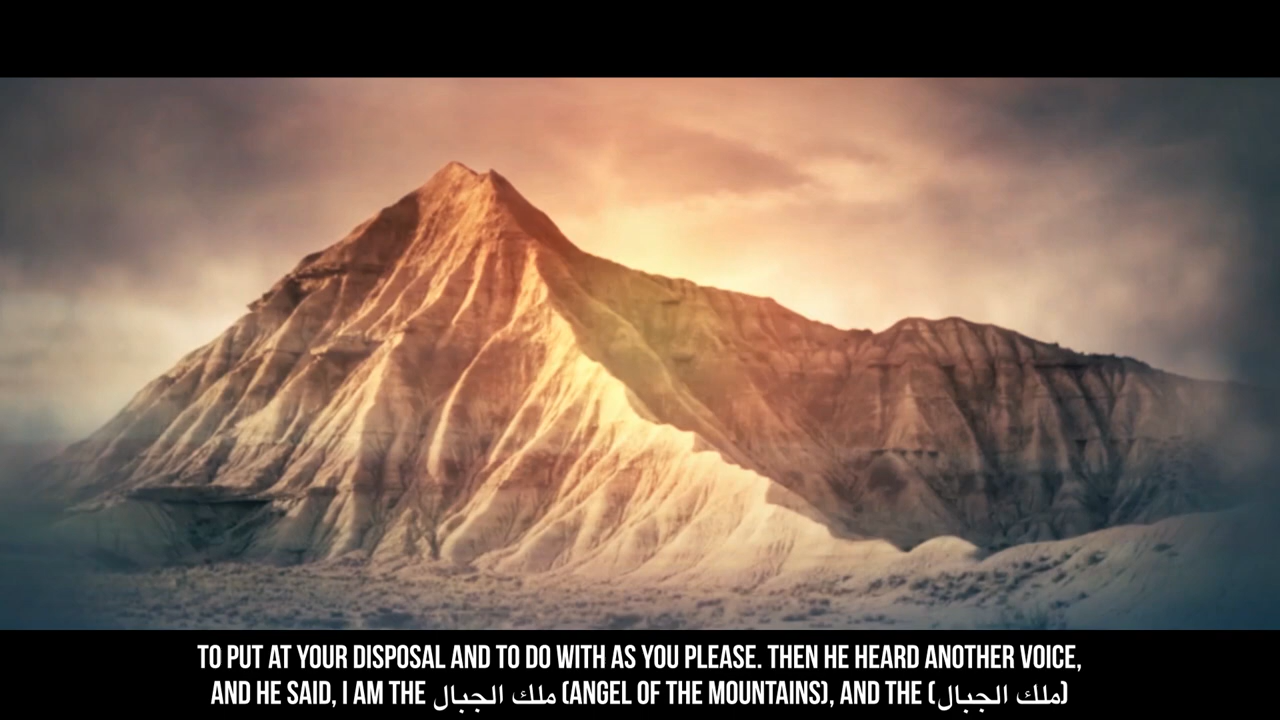 TO PUT AT YOUR DISPOSAL AND TO DO WITH AS YOU PLEASE. THEN HE HEARD ANOTHER VOICE,
AND HE SAID, I AM THE ملك الجبال (ANGEL OF THE MOUNTAINS), AND THE (ملك الجبال)